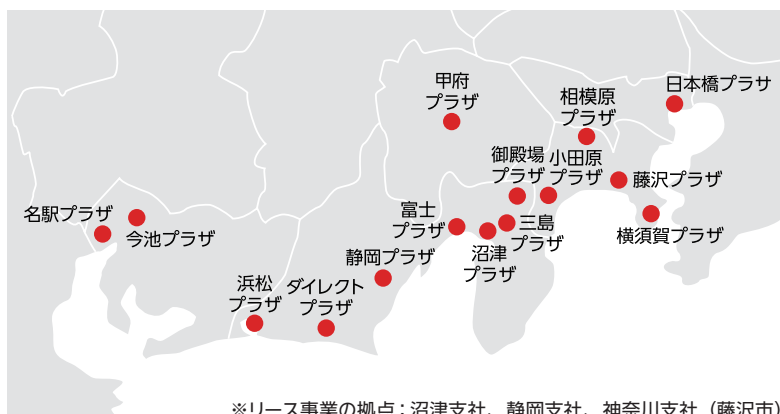 甲府
プラザ
相模原
プラザ
日本橋プラサ
御殿場
プラザ
小田原
プラザ
藤沢プラザ
横須賀プラザ
名駅プラザ
今池プラザ
富士
プラザ
三島
プラザ
沼津
プラザ
静岡プラザ
浜松
プラザ
ダイレクト
プラザ
※リース事業の拠点：沼津支社、静岡支社、神奈川支社（藤沢市）